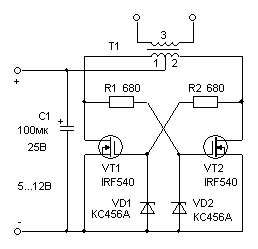 3
T1
1 2
R1 680
R2 680
+
C1
+
100мк
25В
VT1
IRF540
VT2
IRF540
5...12В
VD1
КС456А
VD2
КС456А
-